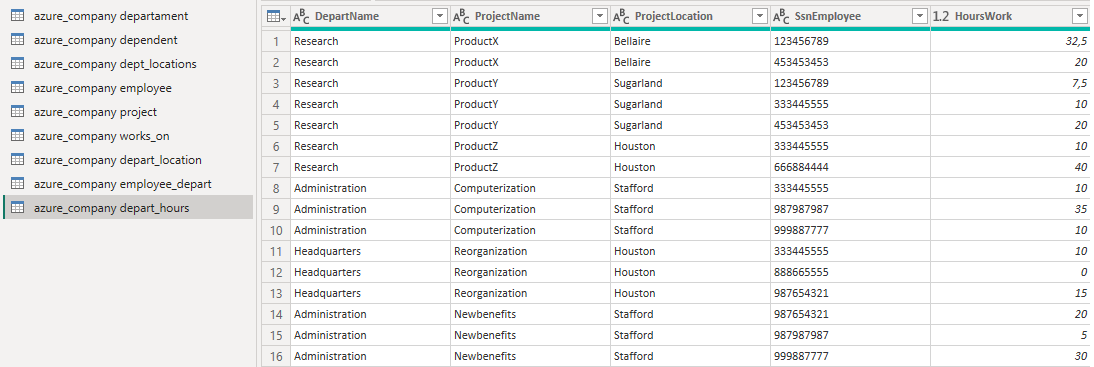 azure_company departament
azure_company dependent
azure_company dept_locations
azure_company employee
azure_company project
azure_company works_on
azure_company depart_location
azure_company employee_depart
azure_company depart_hours
ABC DepartName ABC ProjectName ABC ProjectLocation ABC SsnEmployee 1.2 HoursWork
1 Research ProductX Bellaire 123456789 32,5
2 Research ProductX Bellaire 453453453 20
3 Research ProductY Sugarland 123456789 7,5
4 Research ProductY Sugarland 333445555 10
5 Research ProductY Sugarland 453453453 20
6 Research ProductZ Houston 333445555 10
7 Research ProductZ Houston 666884444 40
8 Administration Computerization Stafford 333445555 10
9 Administration Computerization Stafford 987987987 35
10 Administration Computerization Stafford 999887777 10
11 Headquarters Reorganization Houston 333445555 10
12 Headquarters Reorganization Houston 888665555 0
13 Headquarters Reorganization Houston 987654321 15
14 Administration Newbenefits Stafford 987654321 20
15 Administration Newbenefits Stafford 987987987 5
16 Administration Newbenefits Stafford 999887777 30